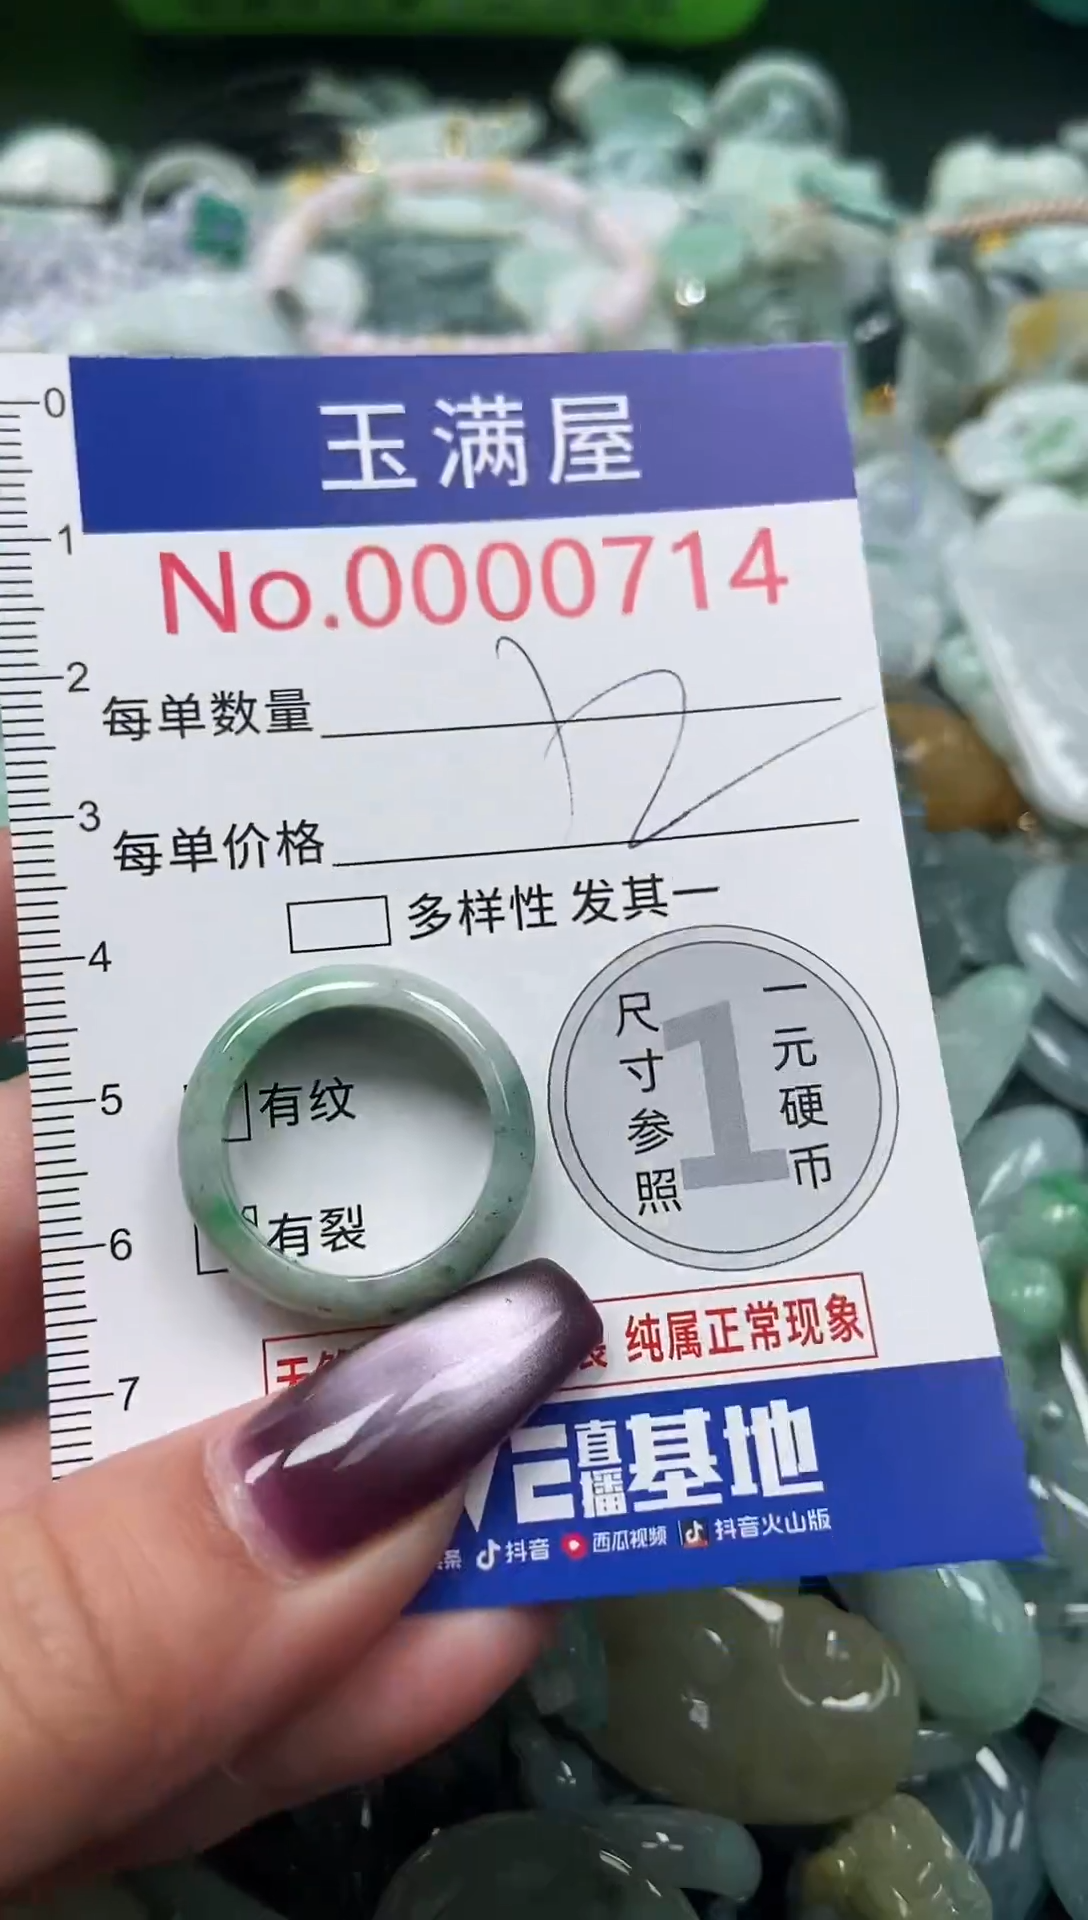 玉满屋
No.0000714
每单数量
每单价格
多样性 发其一
有纹
有裂
尺寸参照
一元硬币
1
纯属正常现象
直播基地
抖音 西瓜视频 抖音火山版
0
1
2
3
4
5
6
7